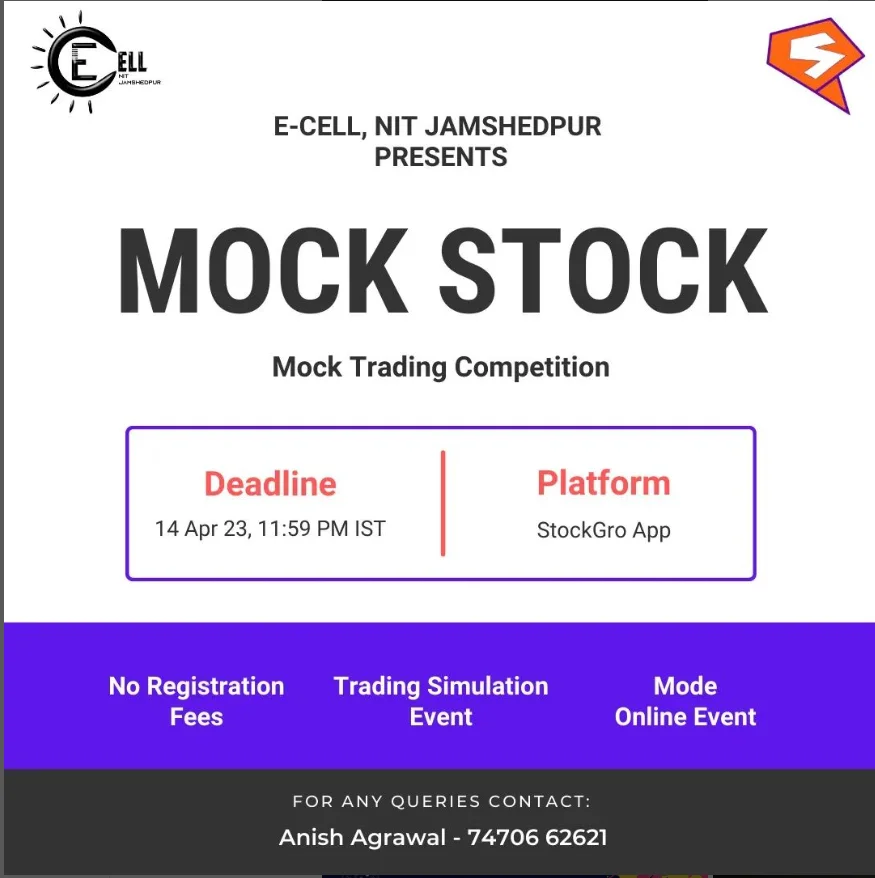 ECELL
NIT
JAMSHEDPUR
E-CELL, NIT JAMSHEDPUR
PRESENTS
MOCK STOCK
Mock Trading Competition
Deadline
14 Apr 23, 11:59 PM IST
Platform
StockGro App
No Registration
Fees
Trading Simulation
Event
Mode
Online Event
FOR ANY QUERIES CONTACT:
Anish Agrawal - 74706 62621